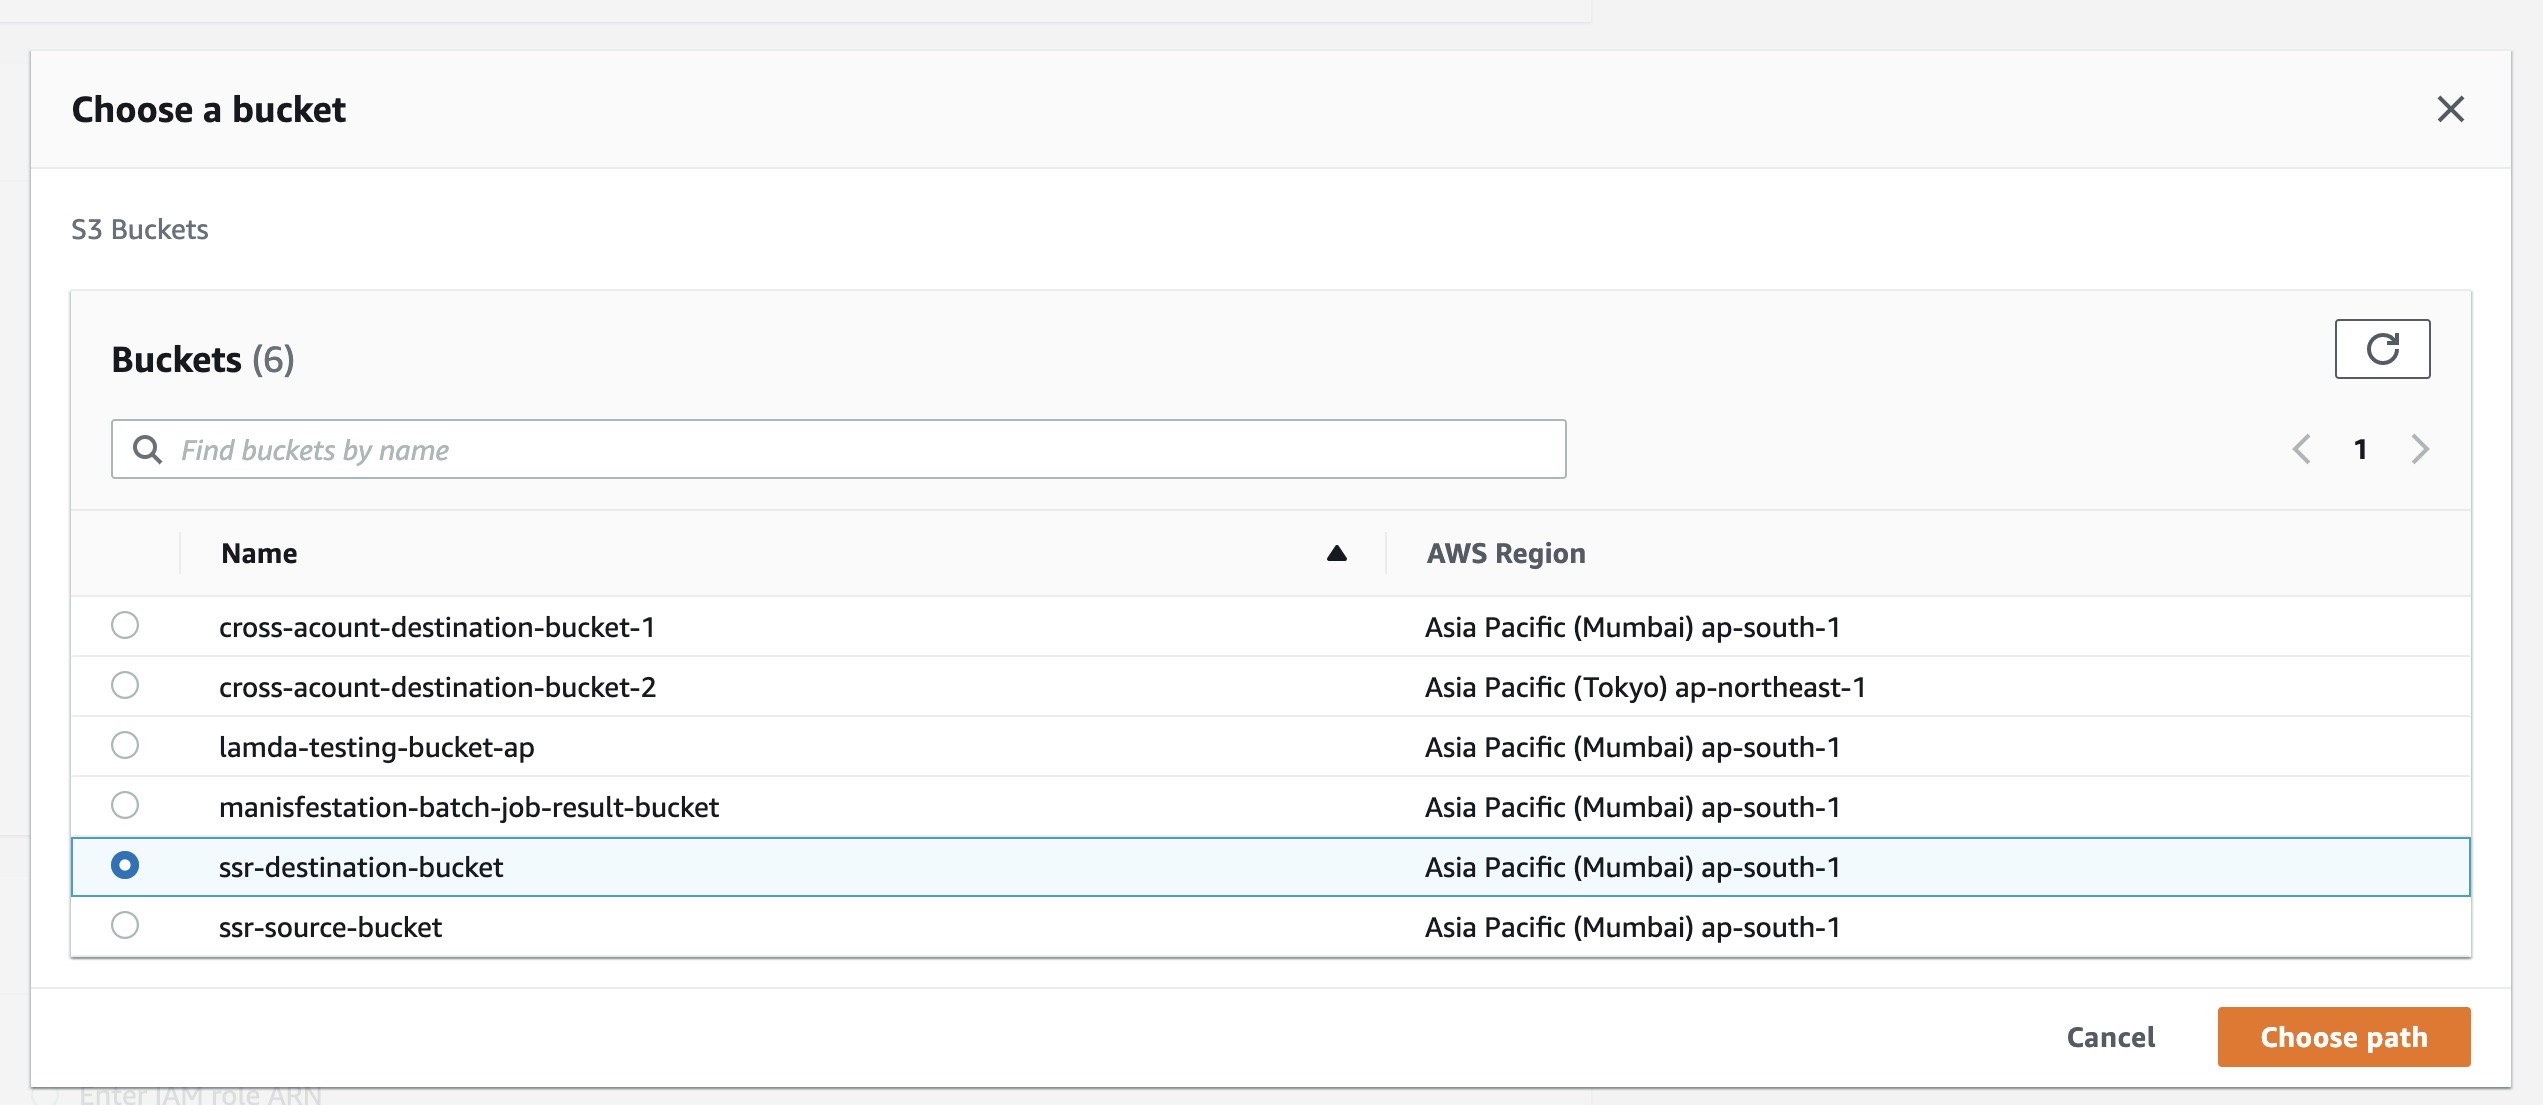 Choose a bucket
S3 Buckets
Buckets (6)
Find buckets by name
1
Name AWS Region
cross-acount-destination-bucket-1 Asia Pacific (Mumbai) ap-south-1
cross-acount-destination-bucket-2 Asia Pacific (Tokyo) ap-northeast-1
lamda-testing-bucket-ap Asia Pacific (Mumbai) ap-south-1
manisfestation-batch-job-result-bucket Asia Pacific (Mumbai) ap-south-1
ssr-destination-bucket Asia Pacific (Mumbai) ap-south-1
ssr-source-bucket Asia Pacific (Mumbai) ap-south-1
Cancel Choose path
Enter IAM role ARN